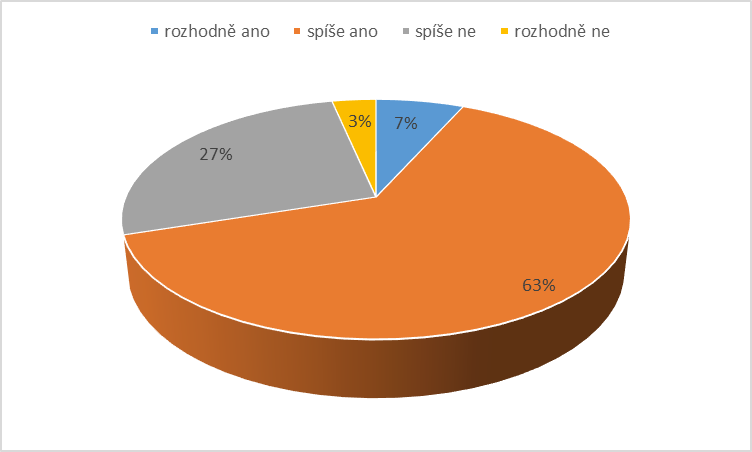 rozhodně ano spíše ano spíše ne rozhodně ne
3%
7%
27%
63%